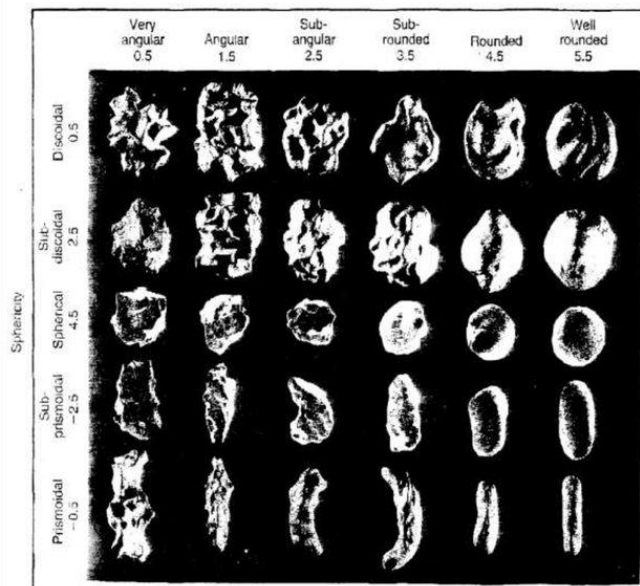 Very angular 0.5
Angular 1.5
Sub-angular 2.5
Sub-rounded 3.5
Rounded 4.5
Well rounded 5.5
Sphericity
Discoidal 0.5
Sub-discoidal 2.5
Spherical 4.5
Sub-prismoidal -2.5
Prismoidal -0.5